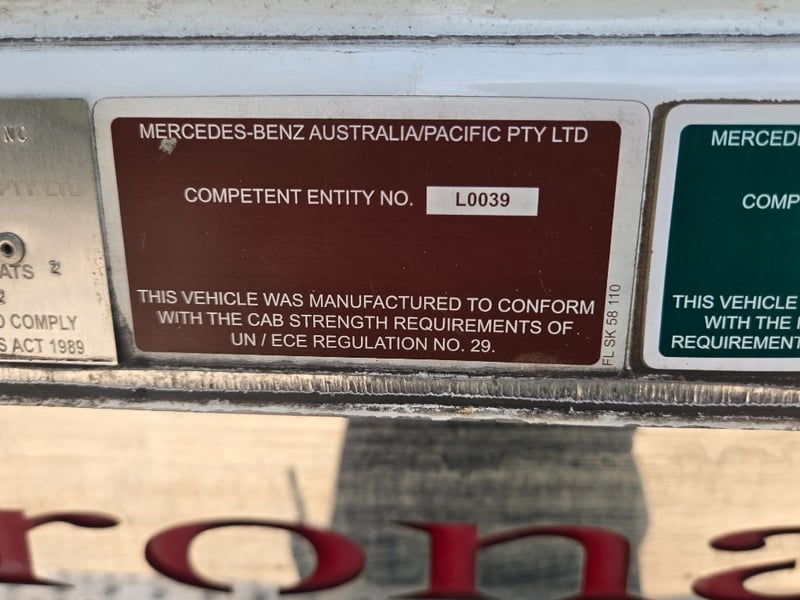 NG
PTY LTD
ATS 2
2
O COMPLY
S ACT 1989
MERCEDES-BENZ AUSTRALIA/PACIFIC PTY LTD
COMPETENT ENTITY NO. L0039
THIS VEHICLE WAS MANUFACTURED TO CONFORM
WITH THE CAB STRENGTH REQUIREMENTS OF
UN / ECE REGULATION NO. 29.
FL SK 58 110
MERCED
COMP
THIS VEHICLE
WITH THE
REQUIREMENT
rona